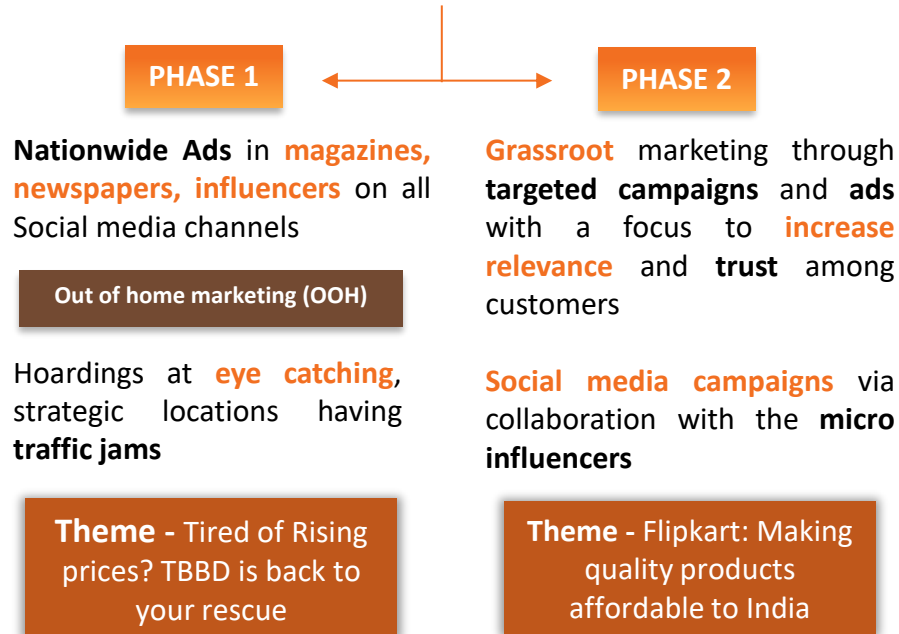 PHASE 1
Nationwide Ads in magazines,
newspapers, influencers on all
Social media channels
Out of home marketing (OOH)
Hoardings at eye catching,
strategic locations having
traffic jams
Theme - Tired of Rising
prices? TBBD is back to
your rescue
PHASE 2
Grassroot marketing through
targeted campaigns and ads
with a focus to increase
relevance and trust among
customers
Social media campaigns via
collaboration with the micro
influencers
Theme - Flipkart: Making
quality products
affordable to India